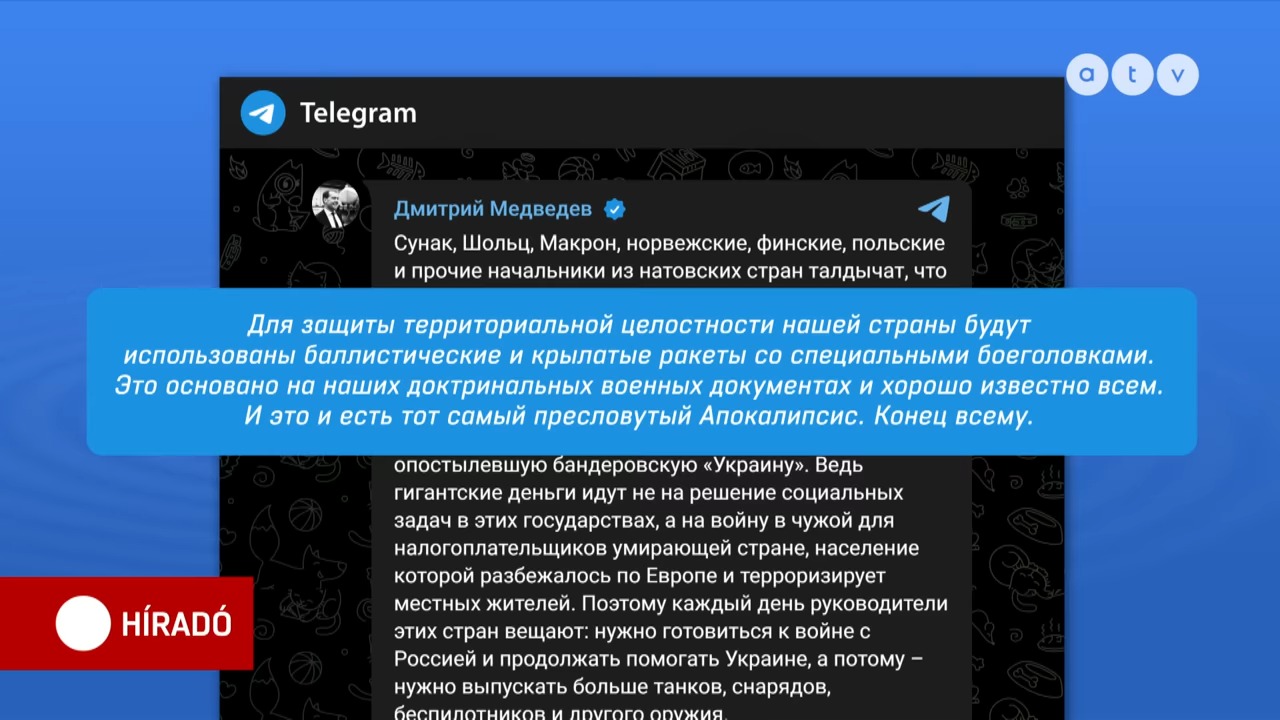 a t v
Telegram
Дмитрий Медведев
Сунак, Шольц, Макрон, норвежские, финские, польские
и прочие начальники из натовских стран талдычат, что
Для защиты территориальной целостности нашей страны будут
использованы баллистические и крылатые ракеты со специальными боеголовками.
Это основано на наших доктринальных военных документах и хорошо известно всем.
И это и есть тот самый пресловутый Апокалипсис. Конец всему.
опостылевшую бандеровскую «Украину». Ведь
гигантские деньги идут не на решение социальных
задач в этих государствах, а на войну в чужой для
налогоплательщиков умирающей стране, население
которой разбежалось по Европе и терроризирует
местных жителей. Поэтому каждый день руководители
этих стран вещают: нужно готовиться к войне с
Россией и продолжать помогать Украине, а потому –
нужно выпускать больше танков, снарядов,
беспилотников и другого оружия.
HÍRADÓ